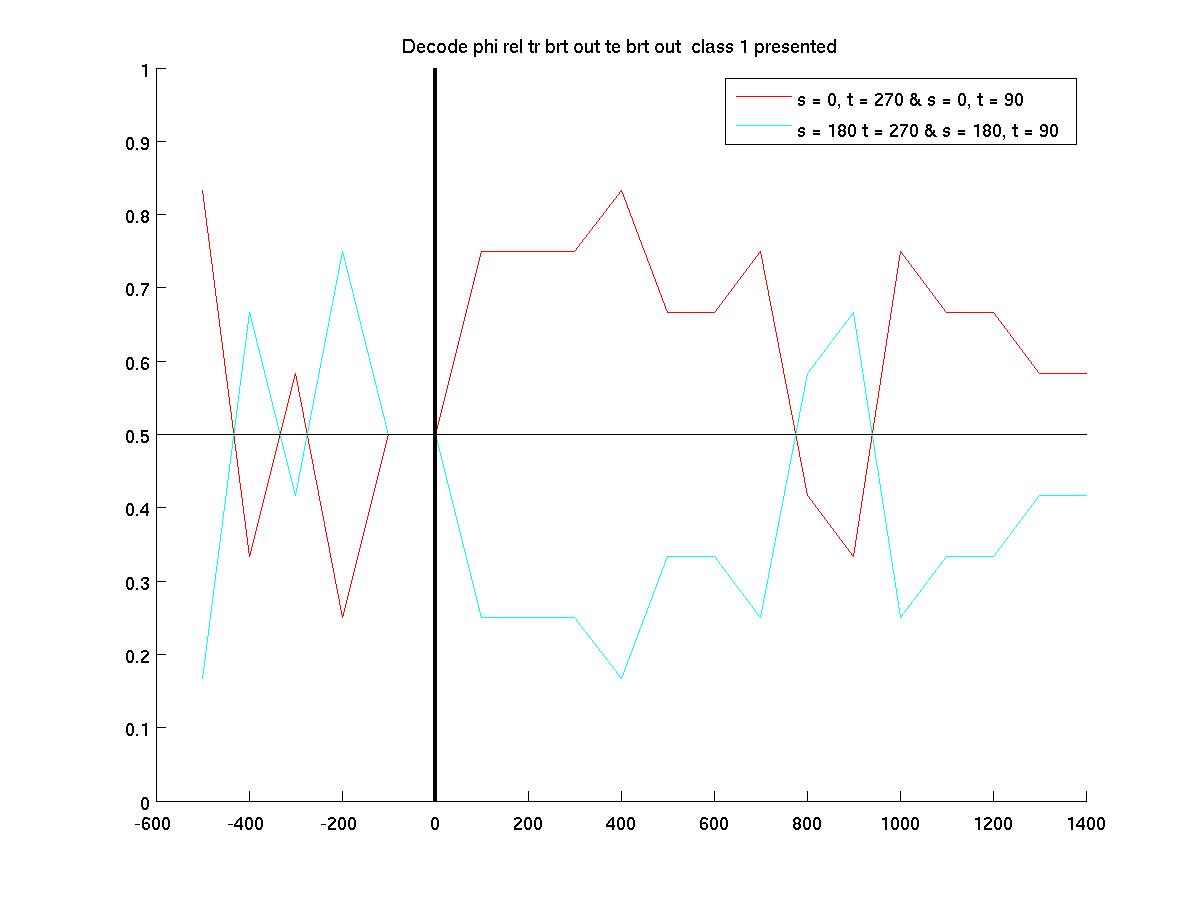 Decode phi rel tr brt out te brt out  class 1 presented
1
s = 0, t = 270 & s = 0, t = 90
s = 180 t = 270 & s = 180, t = 90
0.9
0.8
0.7
0.6
0.5
0.4
0.3
0.2
0.1
0
-600 -400 -200 0 200 400 600 800 1000 1200 1400